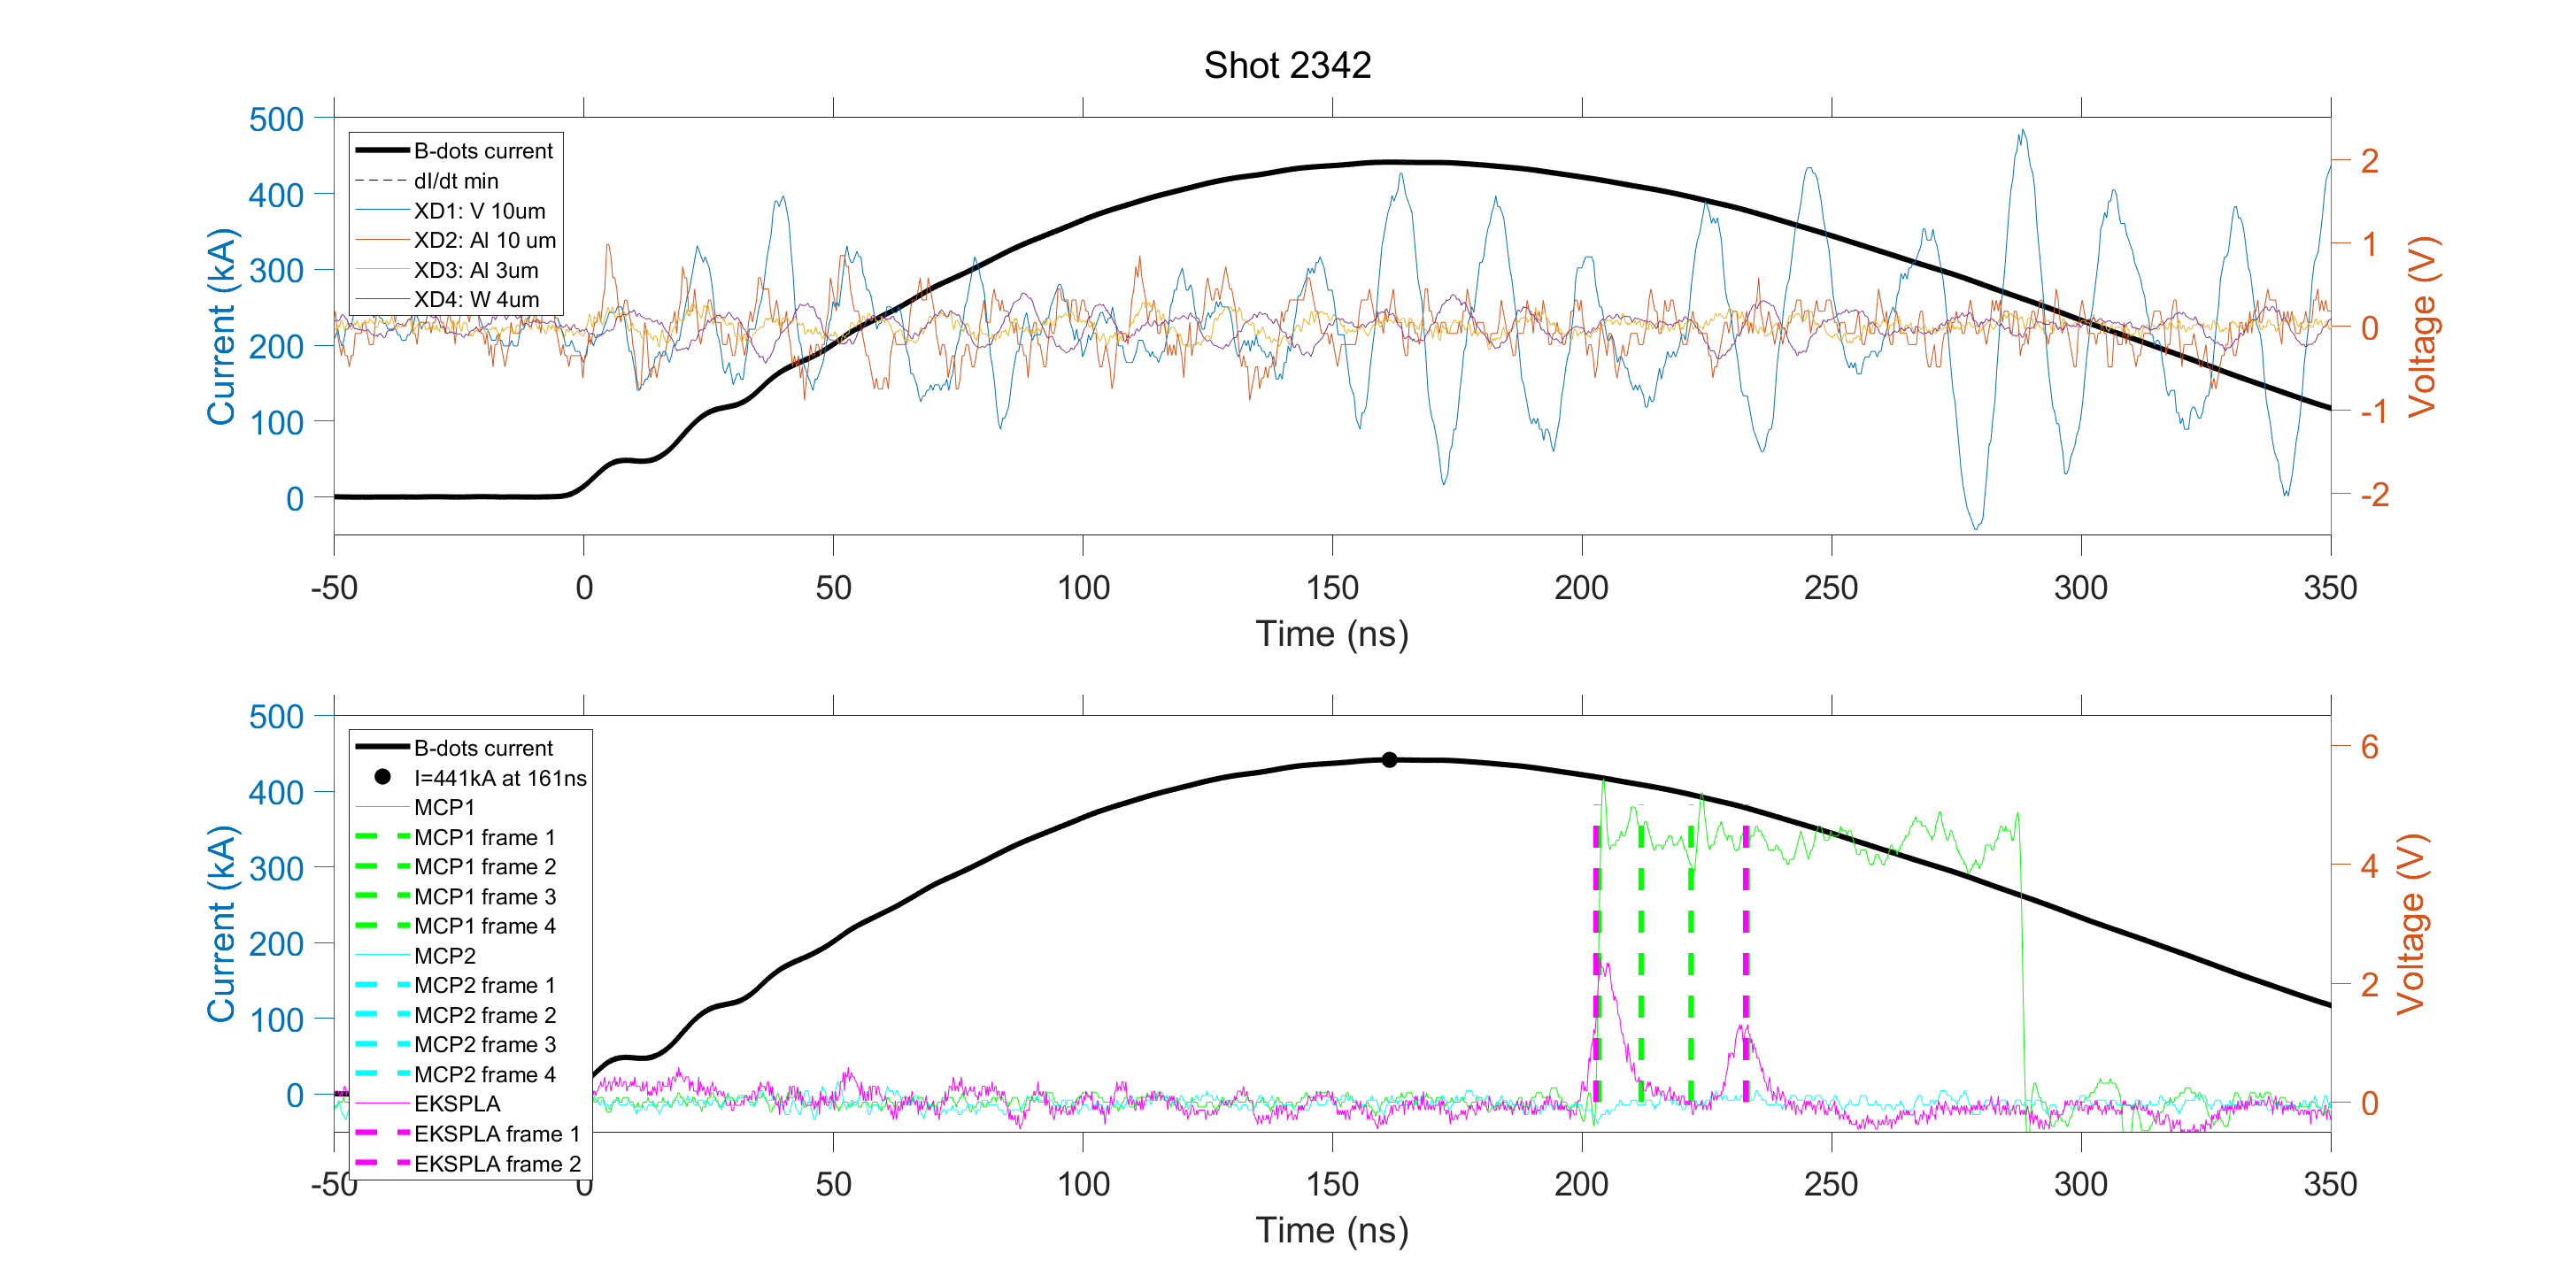 Shot 2342
500
400
300
200
100
0
Current (kA)
B-dots current
dI/dt min
XD1: V 10um
XD2: Al 10 um
XD3: Al 3um
XD4: W 4um
2
1
0
-1
-2
Voltage (V)
-50 0 50 100 150 200 250 300 350
Time (ns)
500
400
300
200
100
0
Current (kA)
B-dots current
I=441kA at 161ns
MCP1
MCP1 frame 1
MCP1 frame 2
MCP1 frame 3
MCP1 frame 4
MCP2
MCP2 frame 1
MCP2 frame 2
MCP2 frame 3
MCP2 frame 4
EKSPLA
EKSPLA frame 1
EKSPLA frame 2
6
4
2
0
Voltage (V)
-50 0 50 100 150 200 250 300 350
Time (ns)